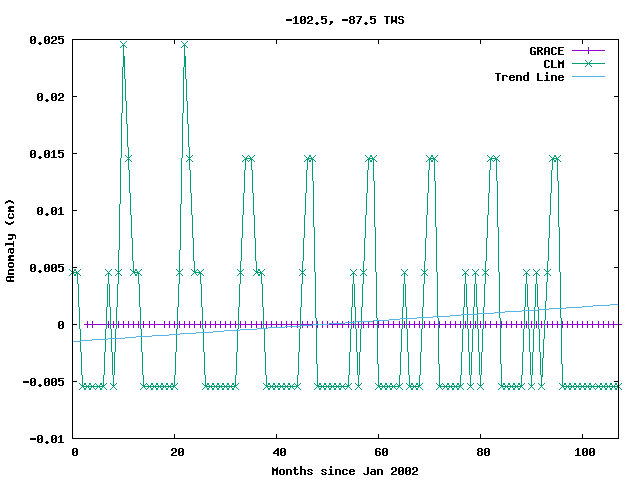 -102.5, -87.5 TWS
0.025
0.02
0.015
0.01
0.005
0
-0.005
-0.01
Anomaly (cm)
GRACE
CLM
Trend Line
0 20 40 60 80 100
Months since Jan 2002